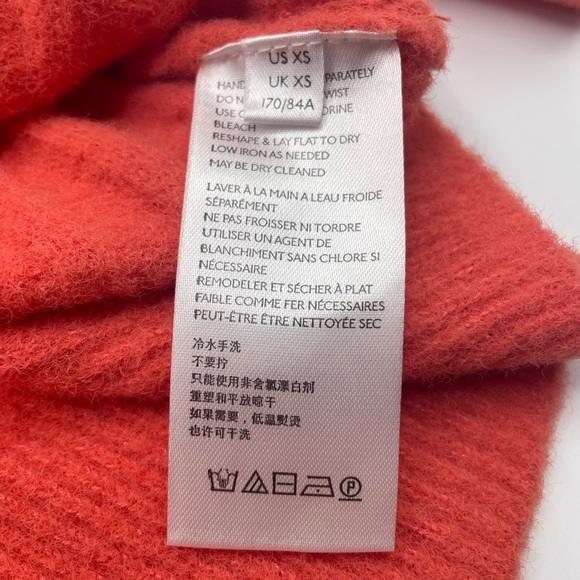 US XS
UK XS
170/84A
HAND PARATELY
DO N WIST
USE ORINE
BLEACH
RESHAPE & LAY FLAT TO DRY
LOW IRON AS NEEDED
MAY BE DRY CLEANED
LAVER À LA MAIN A LEAU FROIDE
SÉPARÉMENT
NE PAS FROISSER NI TORDRE
UTILISER UN AGENT DE
BLANCHIMENT SANS CHLORE SI
NÉCESSAIRE
REMODELER ET SÈCHER À PLAT
FAIBLE COMME FER NÉCESSAIRES
PEUT-ÊTRE ÊTRE NETTOYÉE SEC
冷水手洗
不要拧
只能使用非含氯漂白剂
重塑和平放晾干
如果需要，低温熨烫
也许可干洗
P